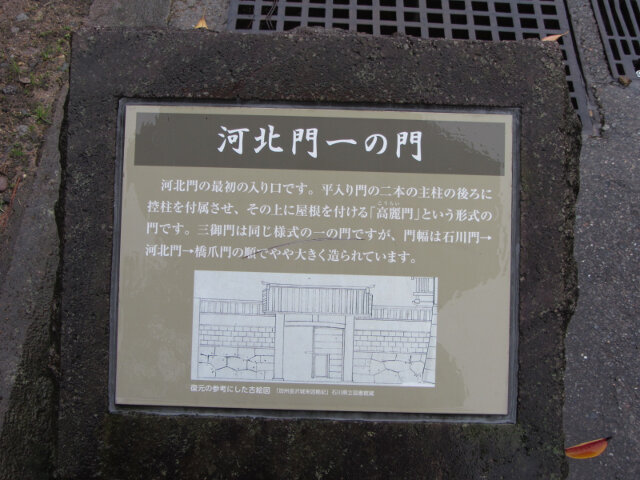 河北門一の門
河北門の最初の入り口です。平入り門の二本の主柱の後ろに
控柱を付属させ、その上に屋根を付ける「高麗門」という形式の
こうらい
門です。三御門は同じ様式の一の門ですが、門幅は石川門→
河北門→橋爪門の順でやや大きく造られています。
復元の参考にした古絵図 石川県立図書館蔵